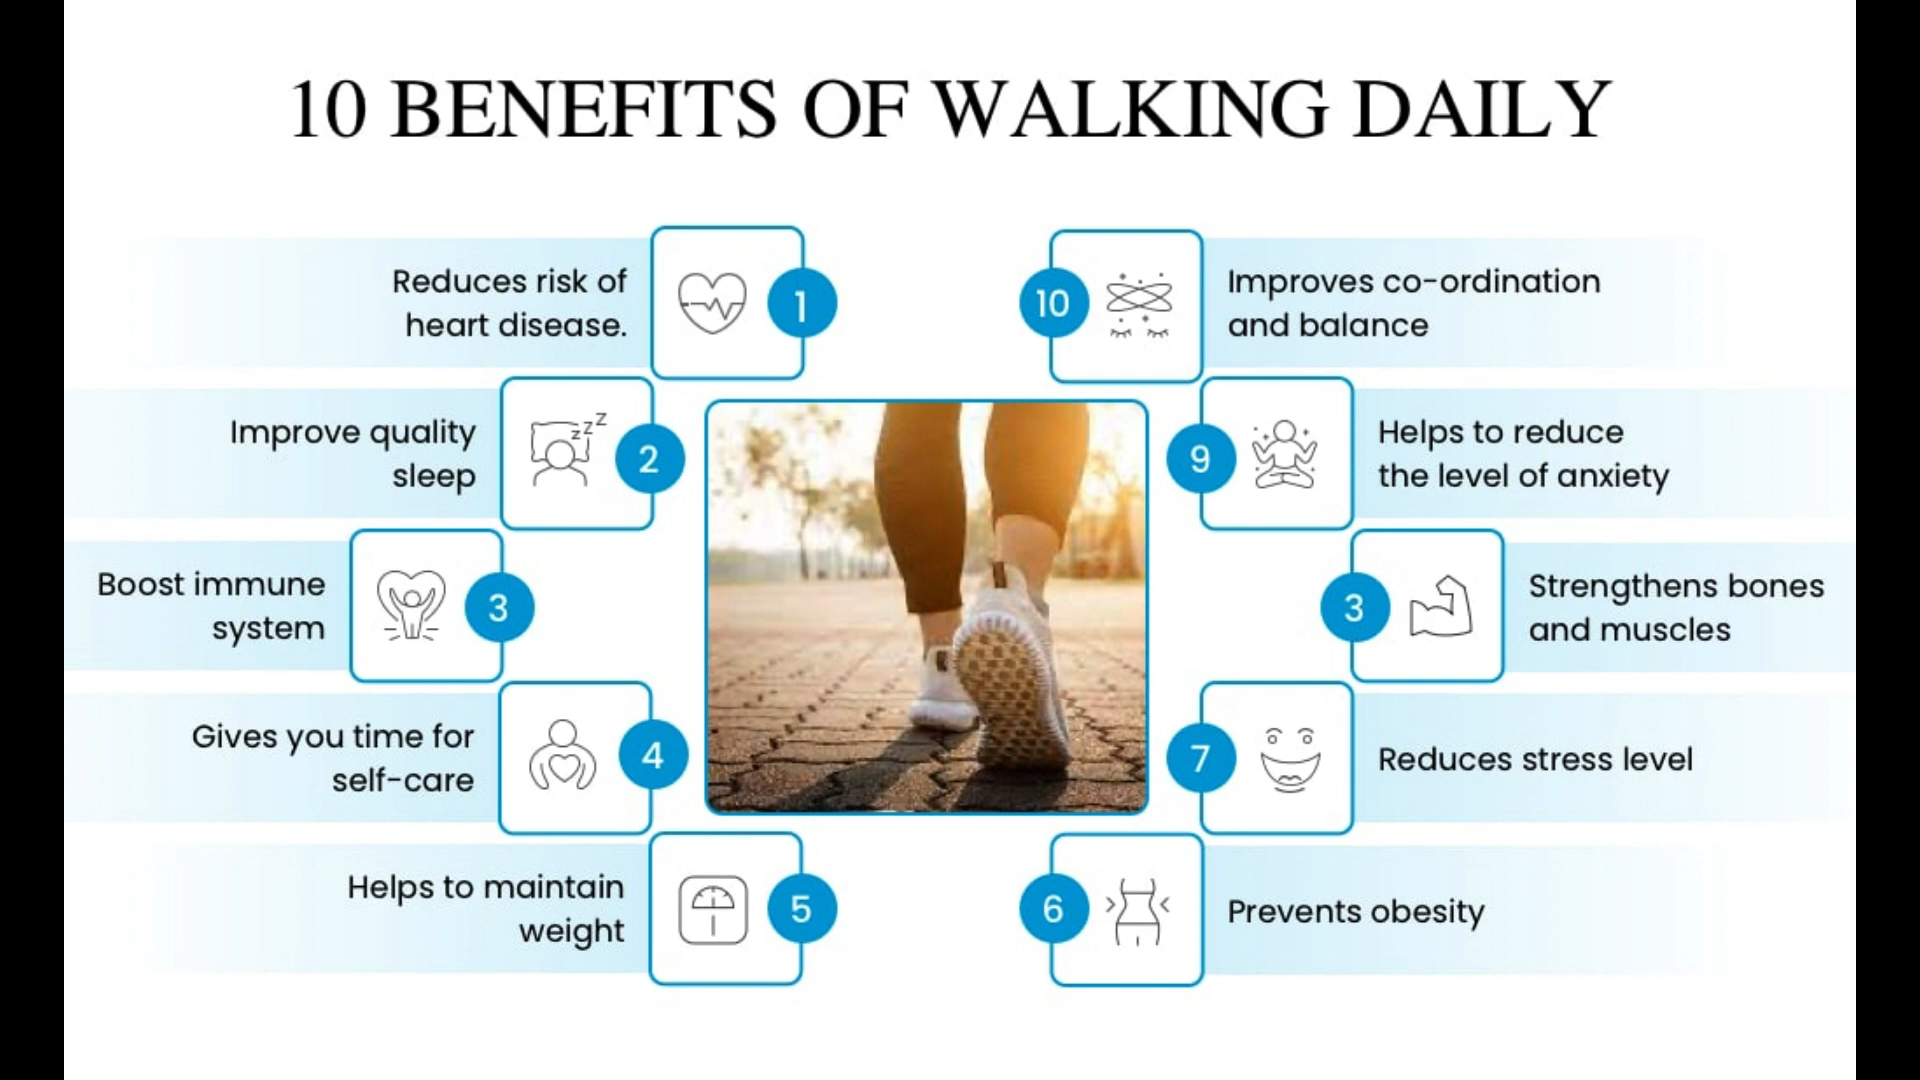 10 BENEFITS OF WALKING DAILY
Reduces risk of
heart disease.
1
Improve quality
sleep
z z Z
2
Boost immune
system
3
Gives you time for
self-care
4
Helps to maintain
weight
5
10
Improves co-ordination
and balance
9
Helps to reduce
the level of anxiety
3
Strengthens bones
and muscles
7
Reduces stress level
6
Prevents obesity